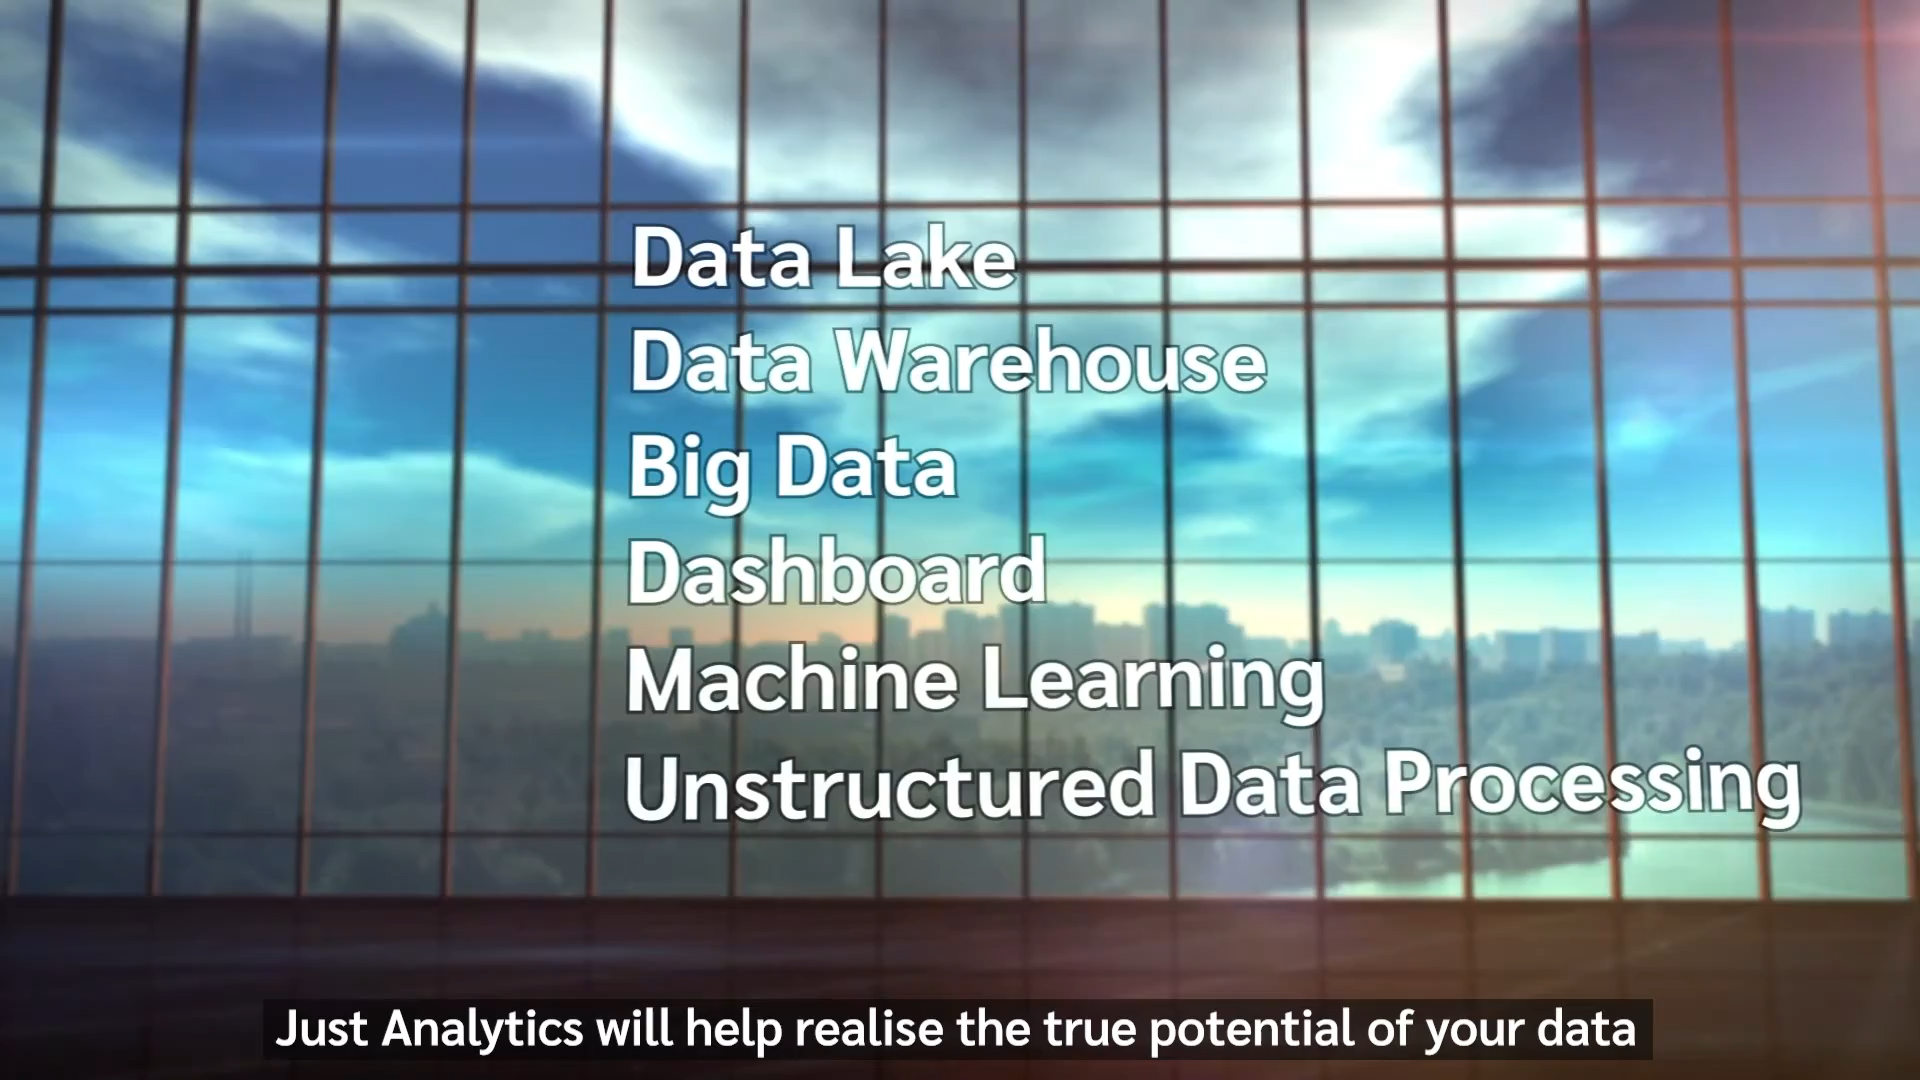 Data Lake
Data Warehouse
Big Data
Dashboard
Machine Learning
Unstructured Data Processing
Just Analytics will help realise the true potential of your data